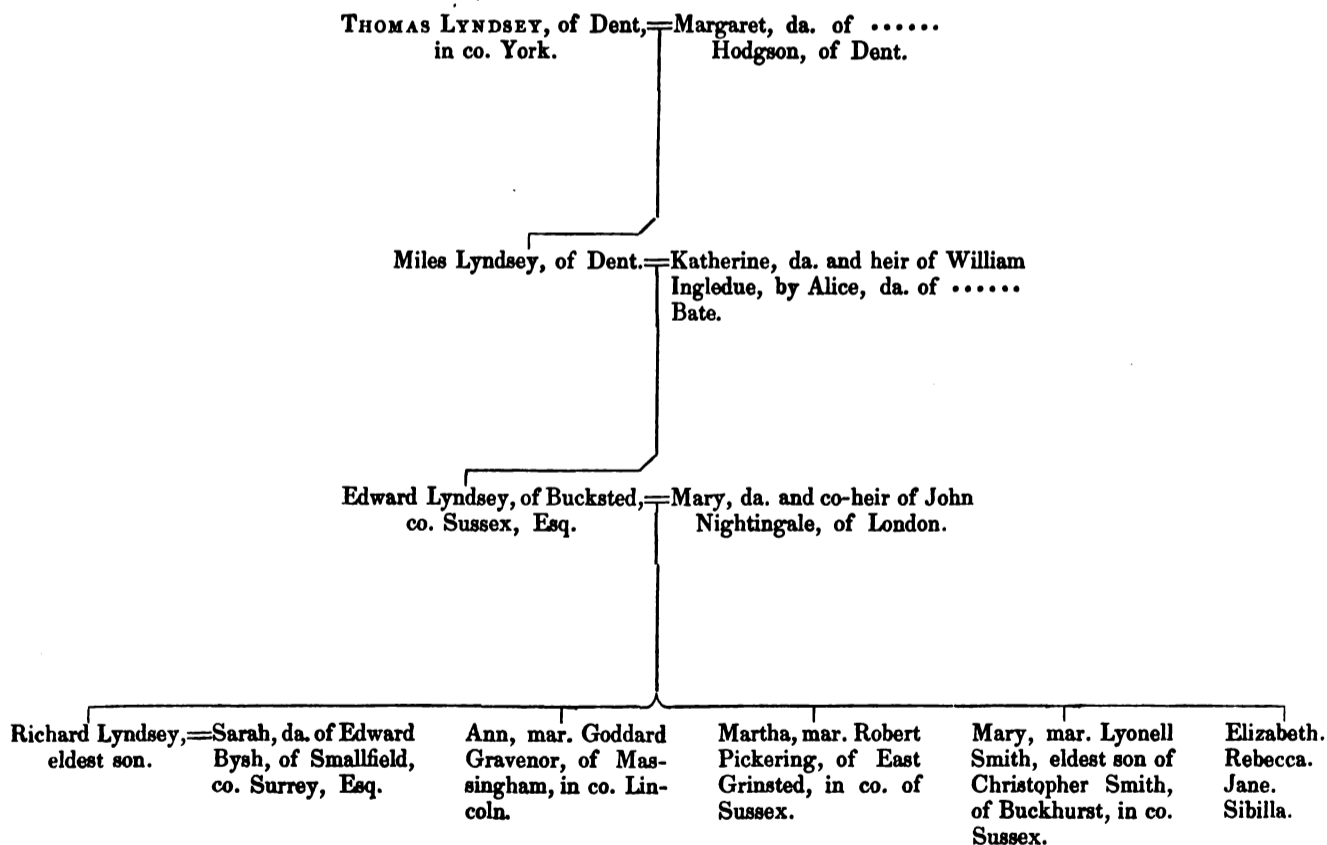 THOMAS LYNDSEY, of Dent,=Margaret, da. of ......
in co. York.
Hodgson, of Dent.
Miles Lyndsey, of Dent.=Katherine, da. and heir of William
Ingledue, by Alice, da. of ......
Bate.
Edward Lyndsey, of Bucksted,=Mary, da. and co-heir of John
co. Sussex, Esq.
Nightingale, of London.
Richard Lyndsey,=Sarah, da. of Edward
eldest son.
Bysh, of Smallfield,
co. Surrey, Esq.
Ann, mar. Goddard
Gravenor, of Mas-
singham, in co. Lin-
coln.
Martha, mar. Robert
Pickering, of East
Grinsted, in co. of
Sussex.
Mary, mar. Lyonell
Smith, eldest son of
Christopher Smith,
of Buckhurst, in co.
Sussex.
Elizabeth.
Rebecca.
Jane.
Sibilla.